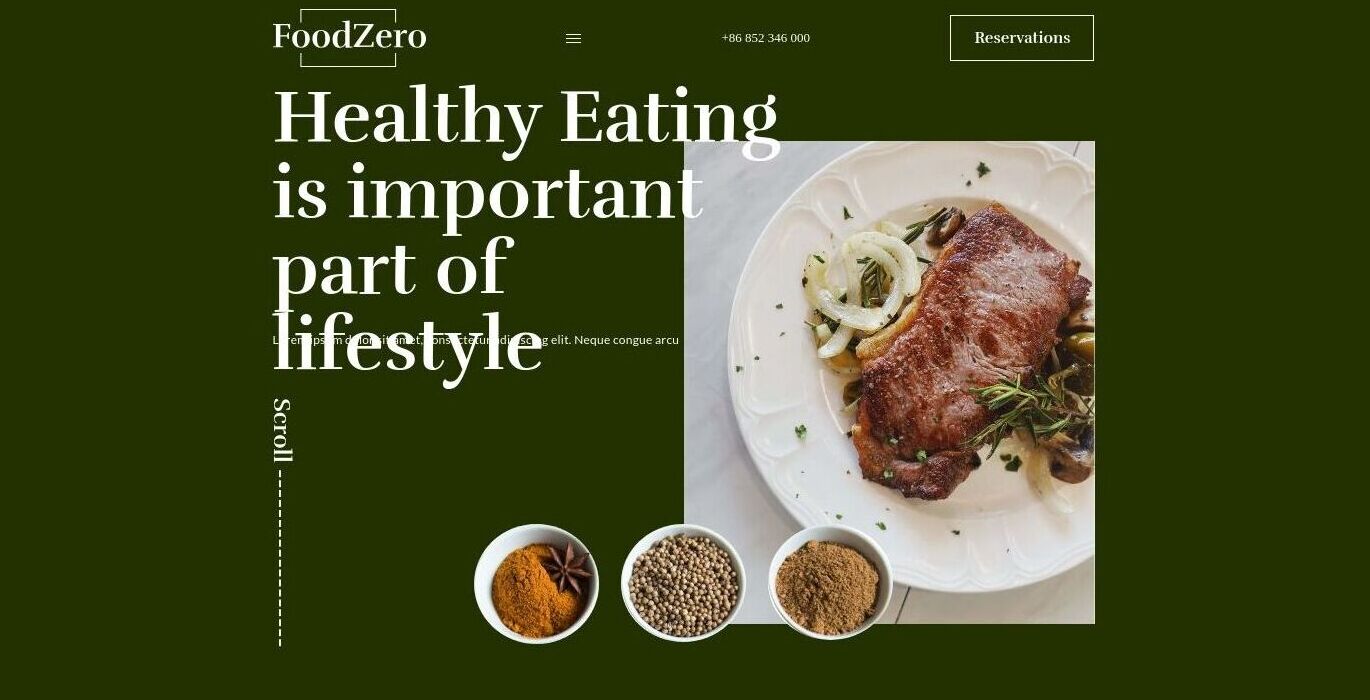 FoodZero
+86 852 346 000
Reservations
Healthy Eating
is important
part of
lifestyle
Lorem ipsum dolor sit amet, consectetur adipiscing elit. Neque congue arcu
Scroll